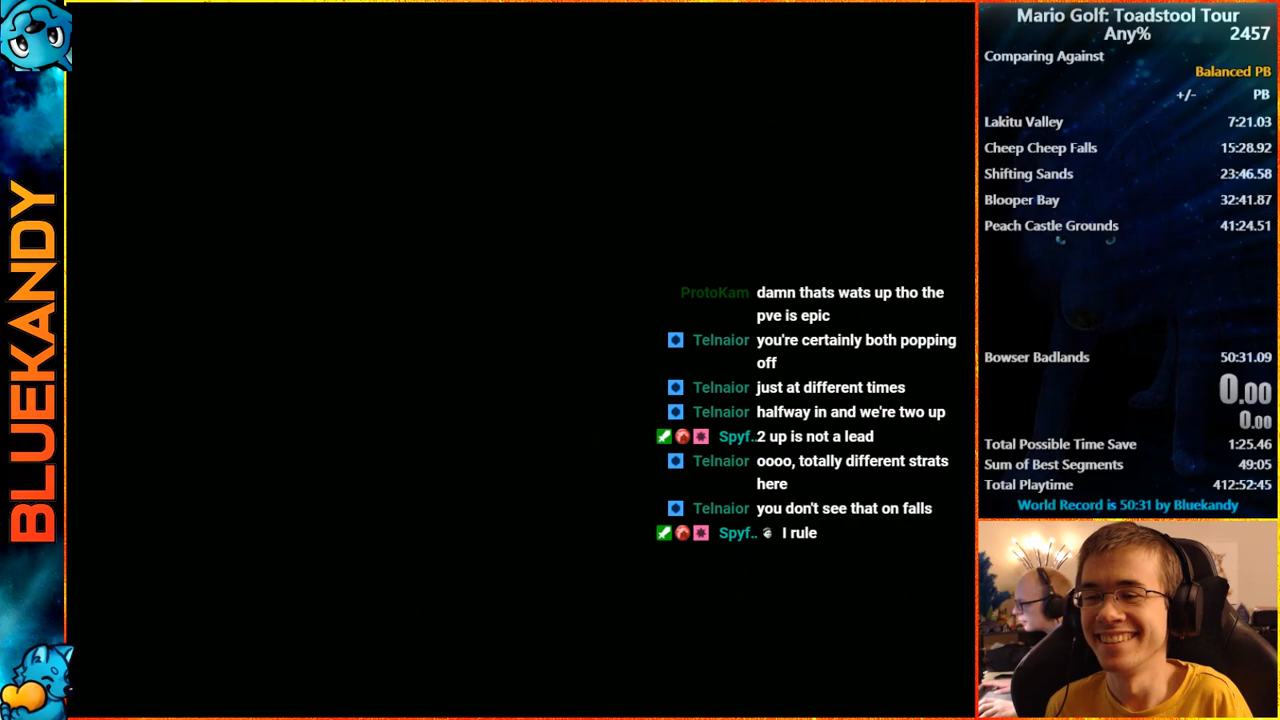 BLUEKANDY
ProtoKam damn thats wats up tho the
pve is epic
Telnaior you're certainly both popping
off
Telnaior just at different times
Telnaior halfway in and we're two up
Spyf.. 2 up is not a lead
Telnaior oooo, totally different strats
here
Telnaior you don't see that on falls
Spyf.. I rule
Mario Golf: Toadstool Tour
Any% 2457
Comparing Against
Balanced PB
+/- PB
Lakitu Valley 7:21.03
Cheep Cheep Falls 15:28.92
Shifting Sands 23:46.58
Blooper Bay 32:41.87
Peach Castle Grounds 41:24.51
Bowser Badlands 50:31.09
0.00
0.00
Total Possible Time Save 1:25.46
Sum of Best Segments 49:05
Total Playtime 412:52:45
World Record is 50:31 by Bluekandy